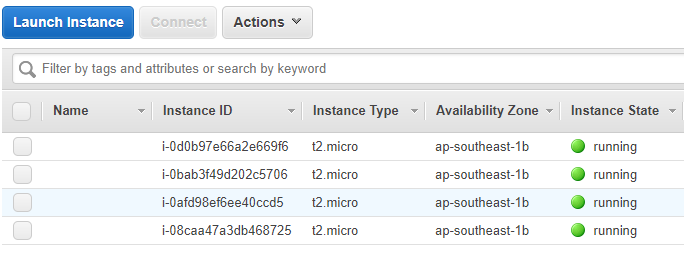 Launch Instance Connect Actions
Filter by tags and attributes or search by keyword
Name Instance ID Instance Type Availability Zone Instance State
i-0d0b97e66a2e669f6 t2.micro ap-southeast-1b running
i-0bab3f49d202c5706 t2.micro ap-southeast-1b running
i-0afd98ef6ee40ccd5 t2.micro ap-southeast-1b running
i-08caa47a3db468725 t2.micro ap-southeast-1b running